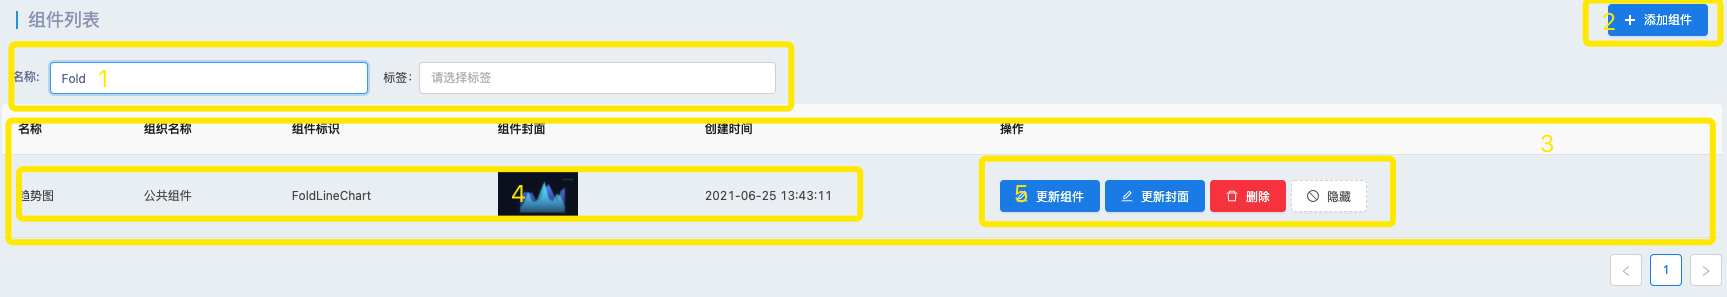 组件列表
2 添加组件
名称: Fold 1 标签: 请选择标签
名称 组织名称 组件标识 组件封面 创建时间 操作
3
趋势图 公共组件 FoldLineChart 4 2021-06-25 13:43:11 5 更新组件 更新封面 删除 隐藏
< 1 >